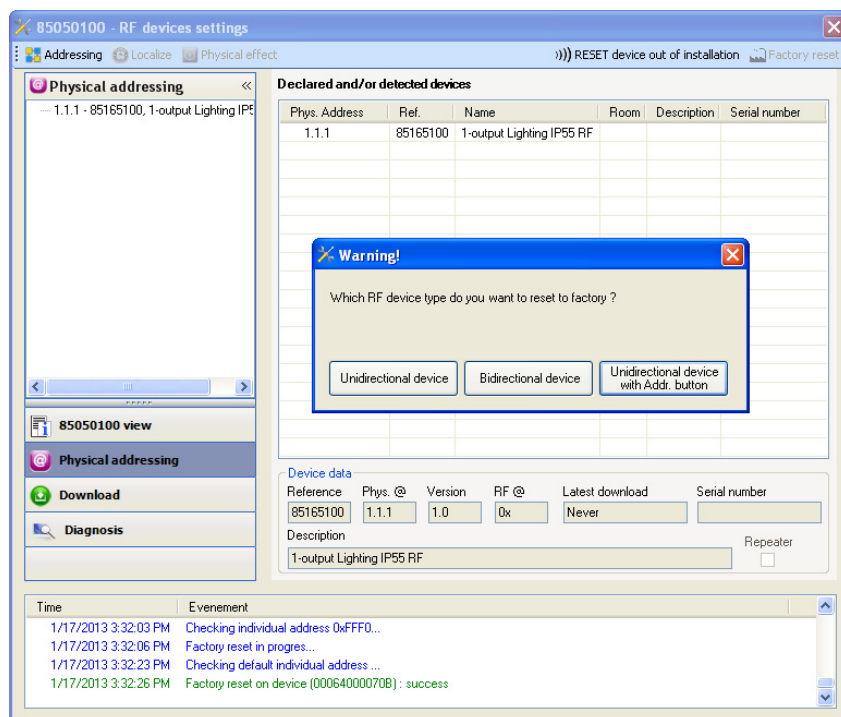 85050100 - RF devices settings
Addressing Localize Physical effect ))) RESET device out of installation Factory reset
Physical addressing «
1.1.1 - 85165100, 1-output Lighting IP5
85050100 view
Physical addressing
Download
Diagnosis
Declared and/or detected devices
Phys. Address Ref. Name Room Description Serial number
1.1.1 85165100 1-output Lighting IP55 RF
Warning!
Which RF device type do you want to reset to factory ?
Unidirectional device
Bidirectional device
Unidirectional device
with Addr. button
Device data
Reference Phys. @ Version RF @ Latest download Serial number
85165100 1.1.1 1.0 0x Never
Description
Repeater
1-output Lighting IP55 RF
Time Evenement
1/17/2013 3:32:03 PM Checking individual address 0xFFF0...
1/17/2013 3:32:06 PM Factory reset in progres...
1/17/2013 3:32:23 PM Checking default individual address ...
1/17/2013 3:32:26 PM Factory reset on device (00064000070B) : success